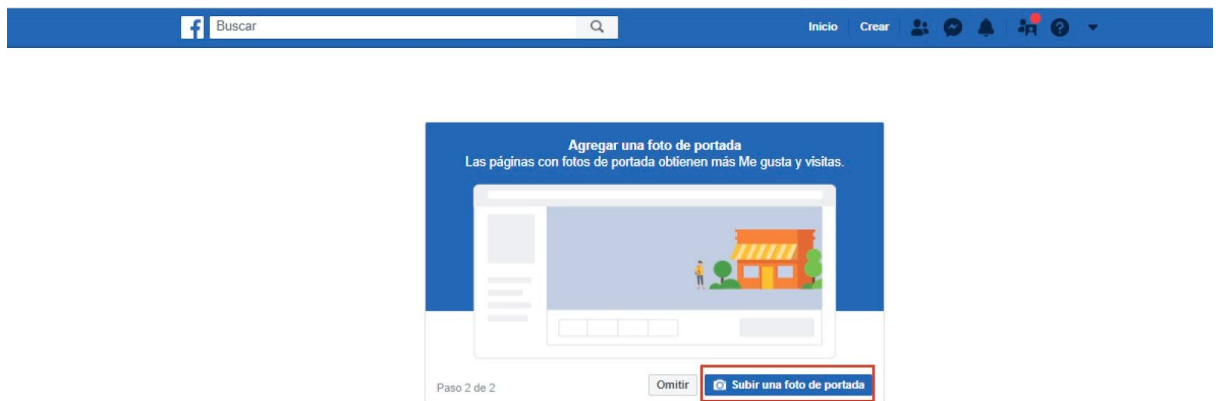 f Buscar Inicio Crear
Agregar una foto de portada
Las páginas con fotos de portada obtienen más Me gusta y visitas.
Paso 2 de 2 Omitir Subir una foto de portada